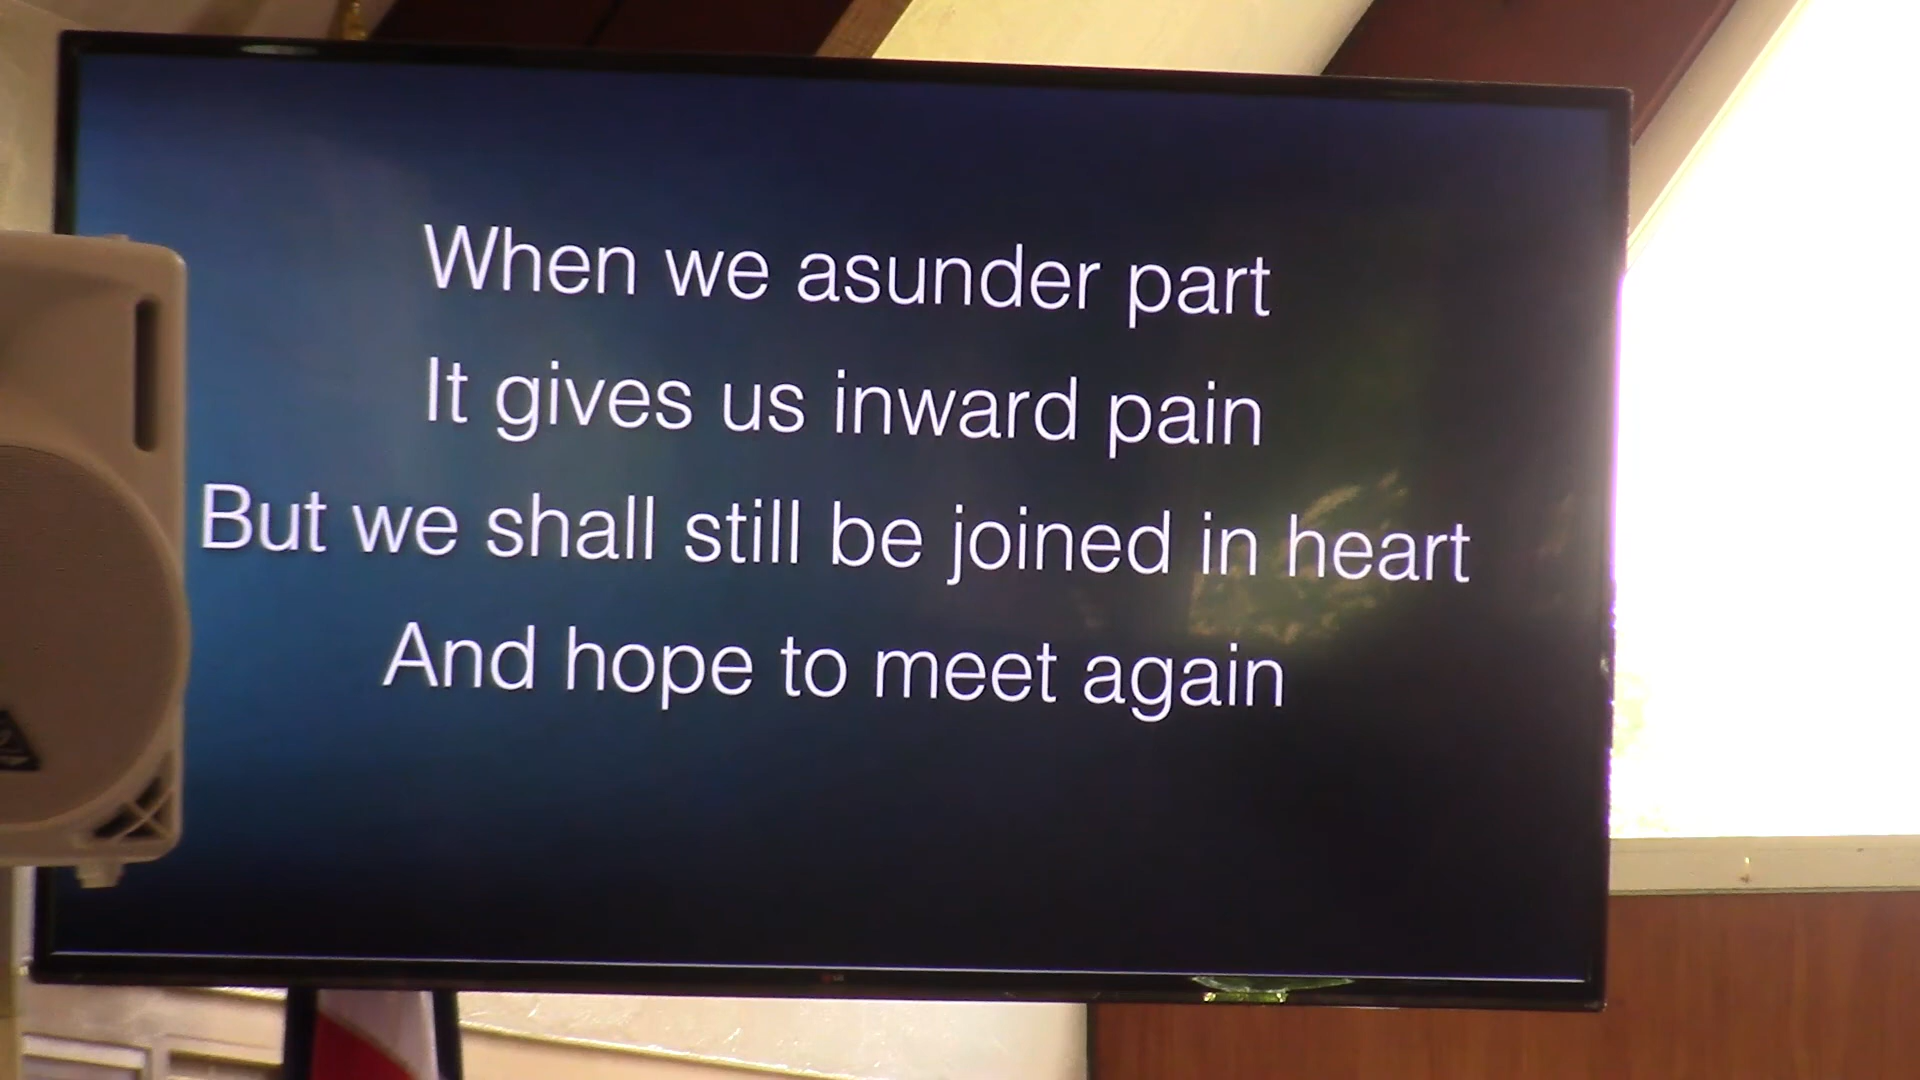 When we asunder part
It gives us inward pain
But we shall still be joined in heart
And hope to meet again